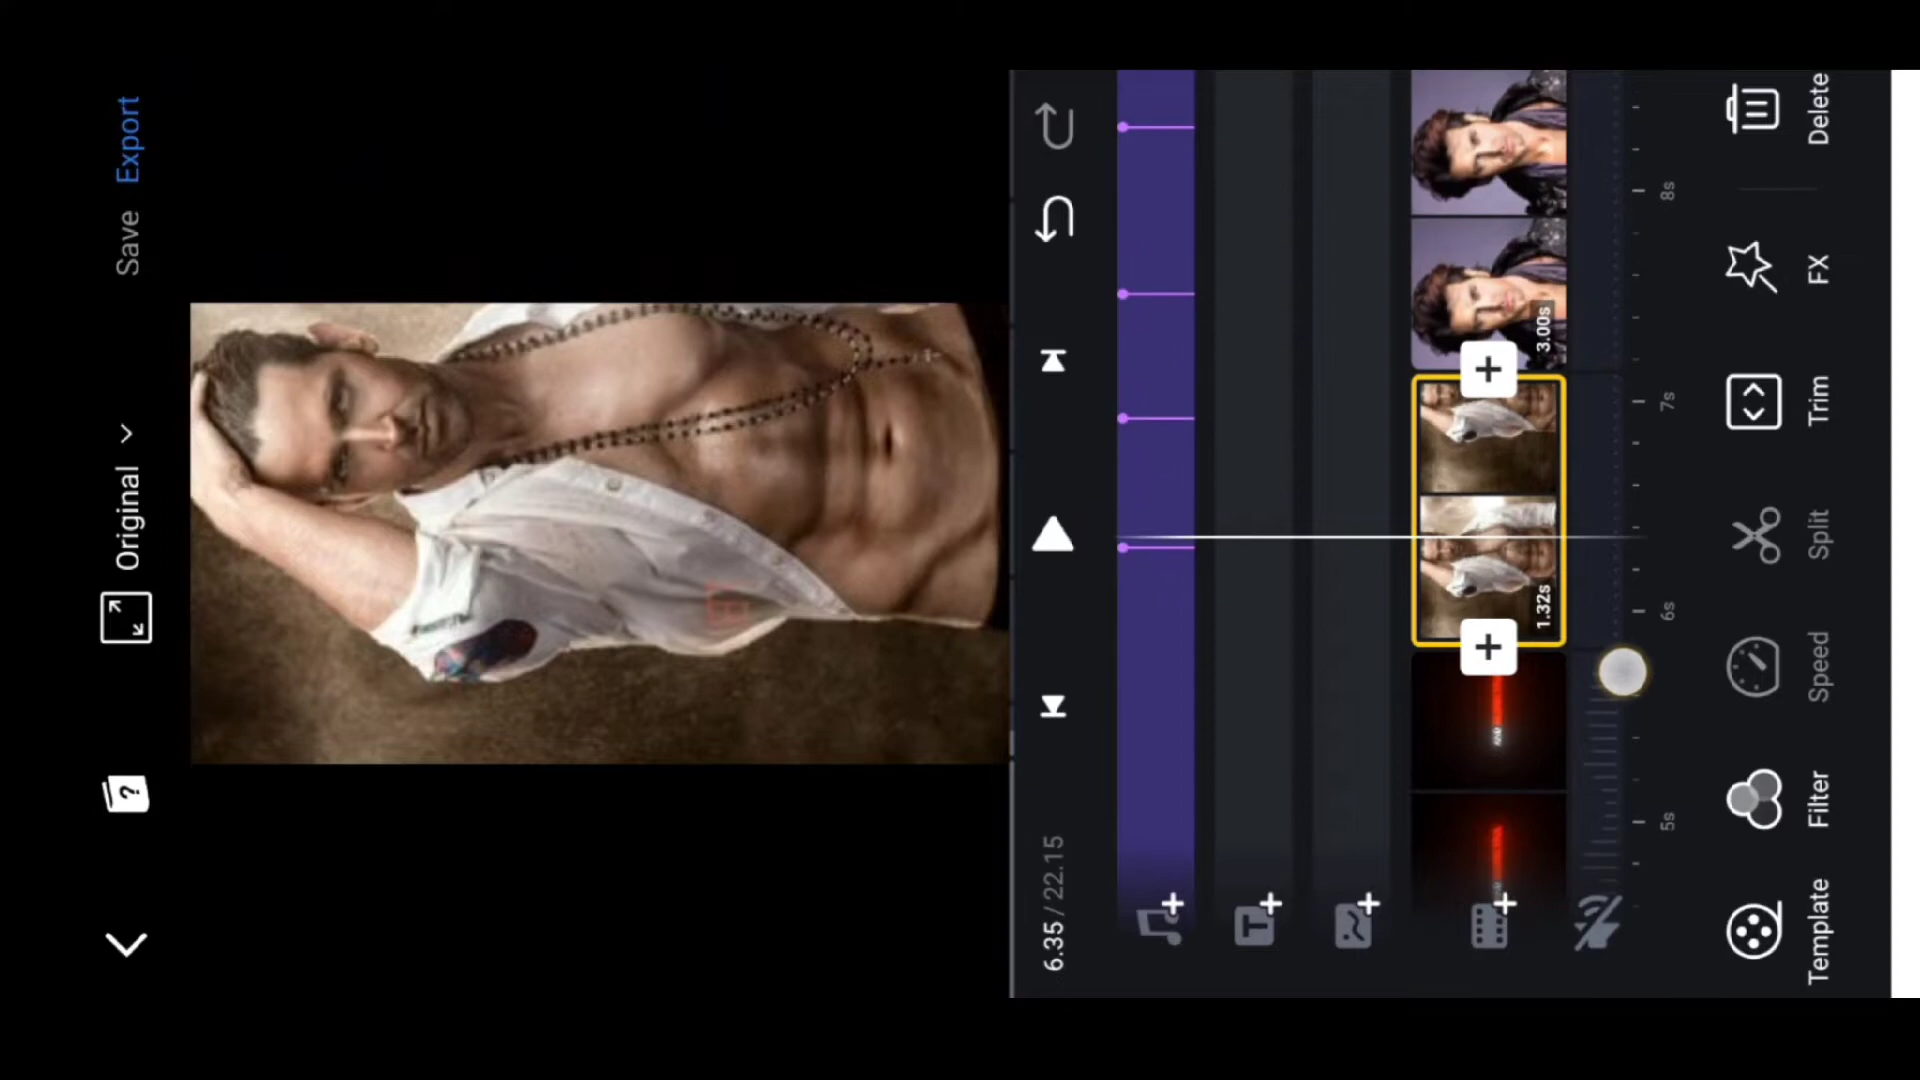 Original
Save
Export
6.35 / 22.15
1.32s
3.00s
5s
6s
7s
8s
Template
Filter
Speed
Split
Trim
FX
Delete